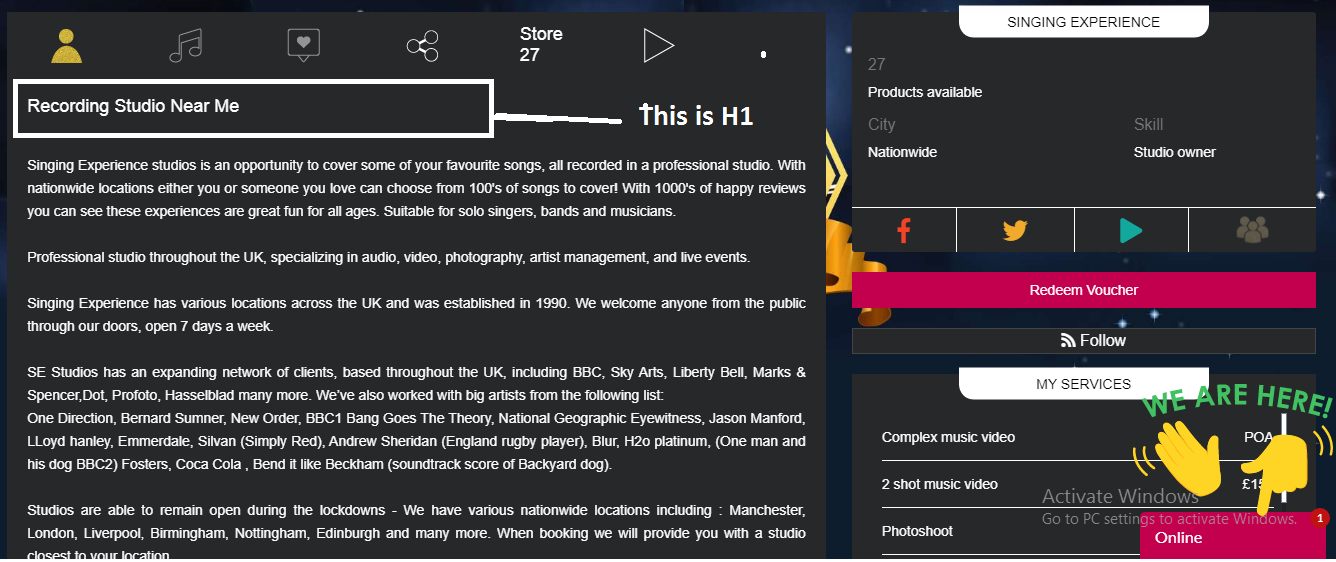 Store
27
Recording Studio Near Me
This is H1
Singing Experience studios is an opportunity to cover some of your favourite songs, all recorded in a professional studio. With
nationwide locations either you or someone you love can choose from 100's of songs to cover! With 1000's of happy reviews
you can see these experiences are great fun for all ages. Suitable for solo singers, bands and musicians.
Professional studio throughout the UK, specializing in audio, video, photography, artist management, and live events.
Singing Experience has various locations across the UK and was established in 1990. We welcome anyone from the public
through our doors, open 7 days a week.
SE Studios has an expanding network of clients, based throughout the UK, including BBC, Sky Arts, Liberty Bell, Marks &
Spencer,Dot, Profoto, Hasselblad many more. We've also worked with big artists from the following list:
One Direction, Bernard Sumner, New Order, BBC1 Bang Goes The Theory, National Geographic Eyewitness, Jason Manford,
LLoyd hanley, Emmerdale, Silvan (Simply Red), Andrew Sheridan (England rugby player), Blur, H2o platinum, (One man and
his dog BBC2) Fosters, Coca Cola , Bend it like Beckham (soundtrack score of Backyard dog).
Studios are able to remain open during the lockdowns - We have various nationwide locations including : Manchester,
London, Liverpool, Birmingham, Nottingham, Edinburgh and many more. When booking we will provide you with a studio
closest to your location
SINGING EXPERIENCE
27
Products available
City Skill
Nationwide Studio owner
Redeem Voucher
Follow
MY SERVICES
WE ARE HERE!
Complex music video POA
2 shot music video £15
Activate Windows
Go to PC settings to activate Windows.
Photoshoot
1
Online